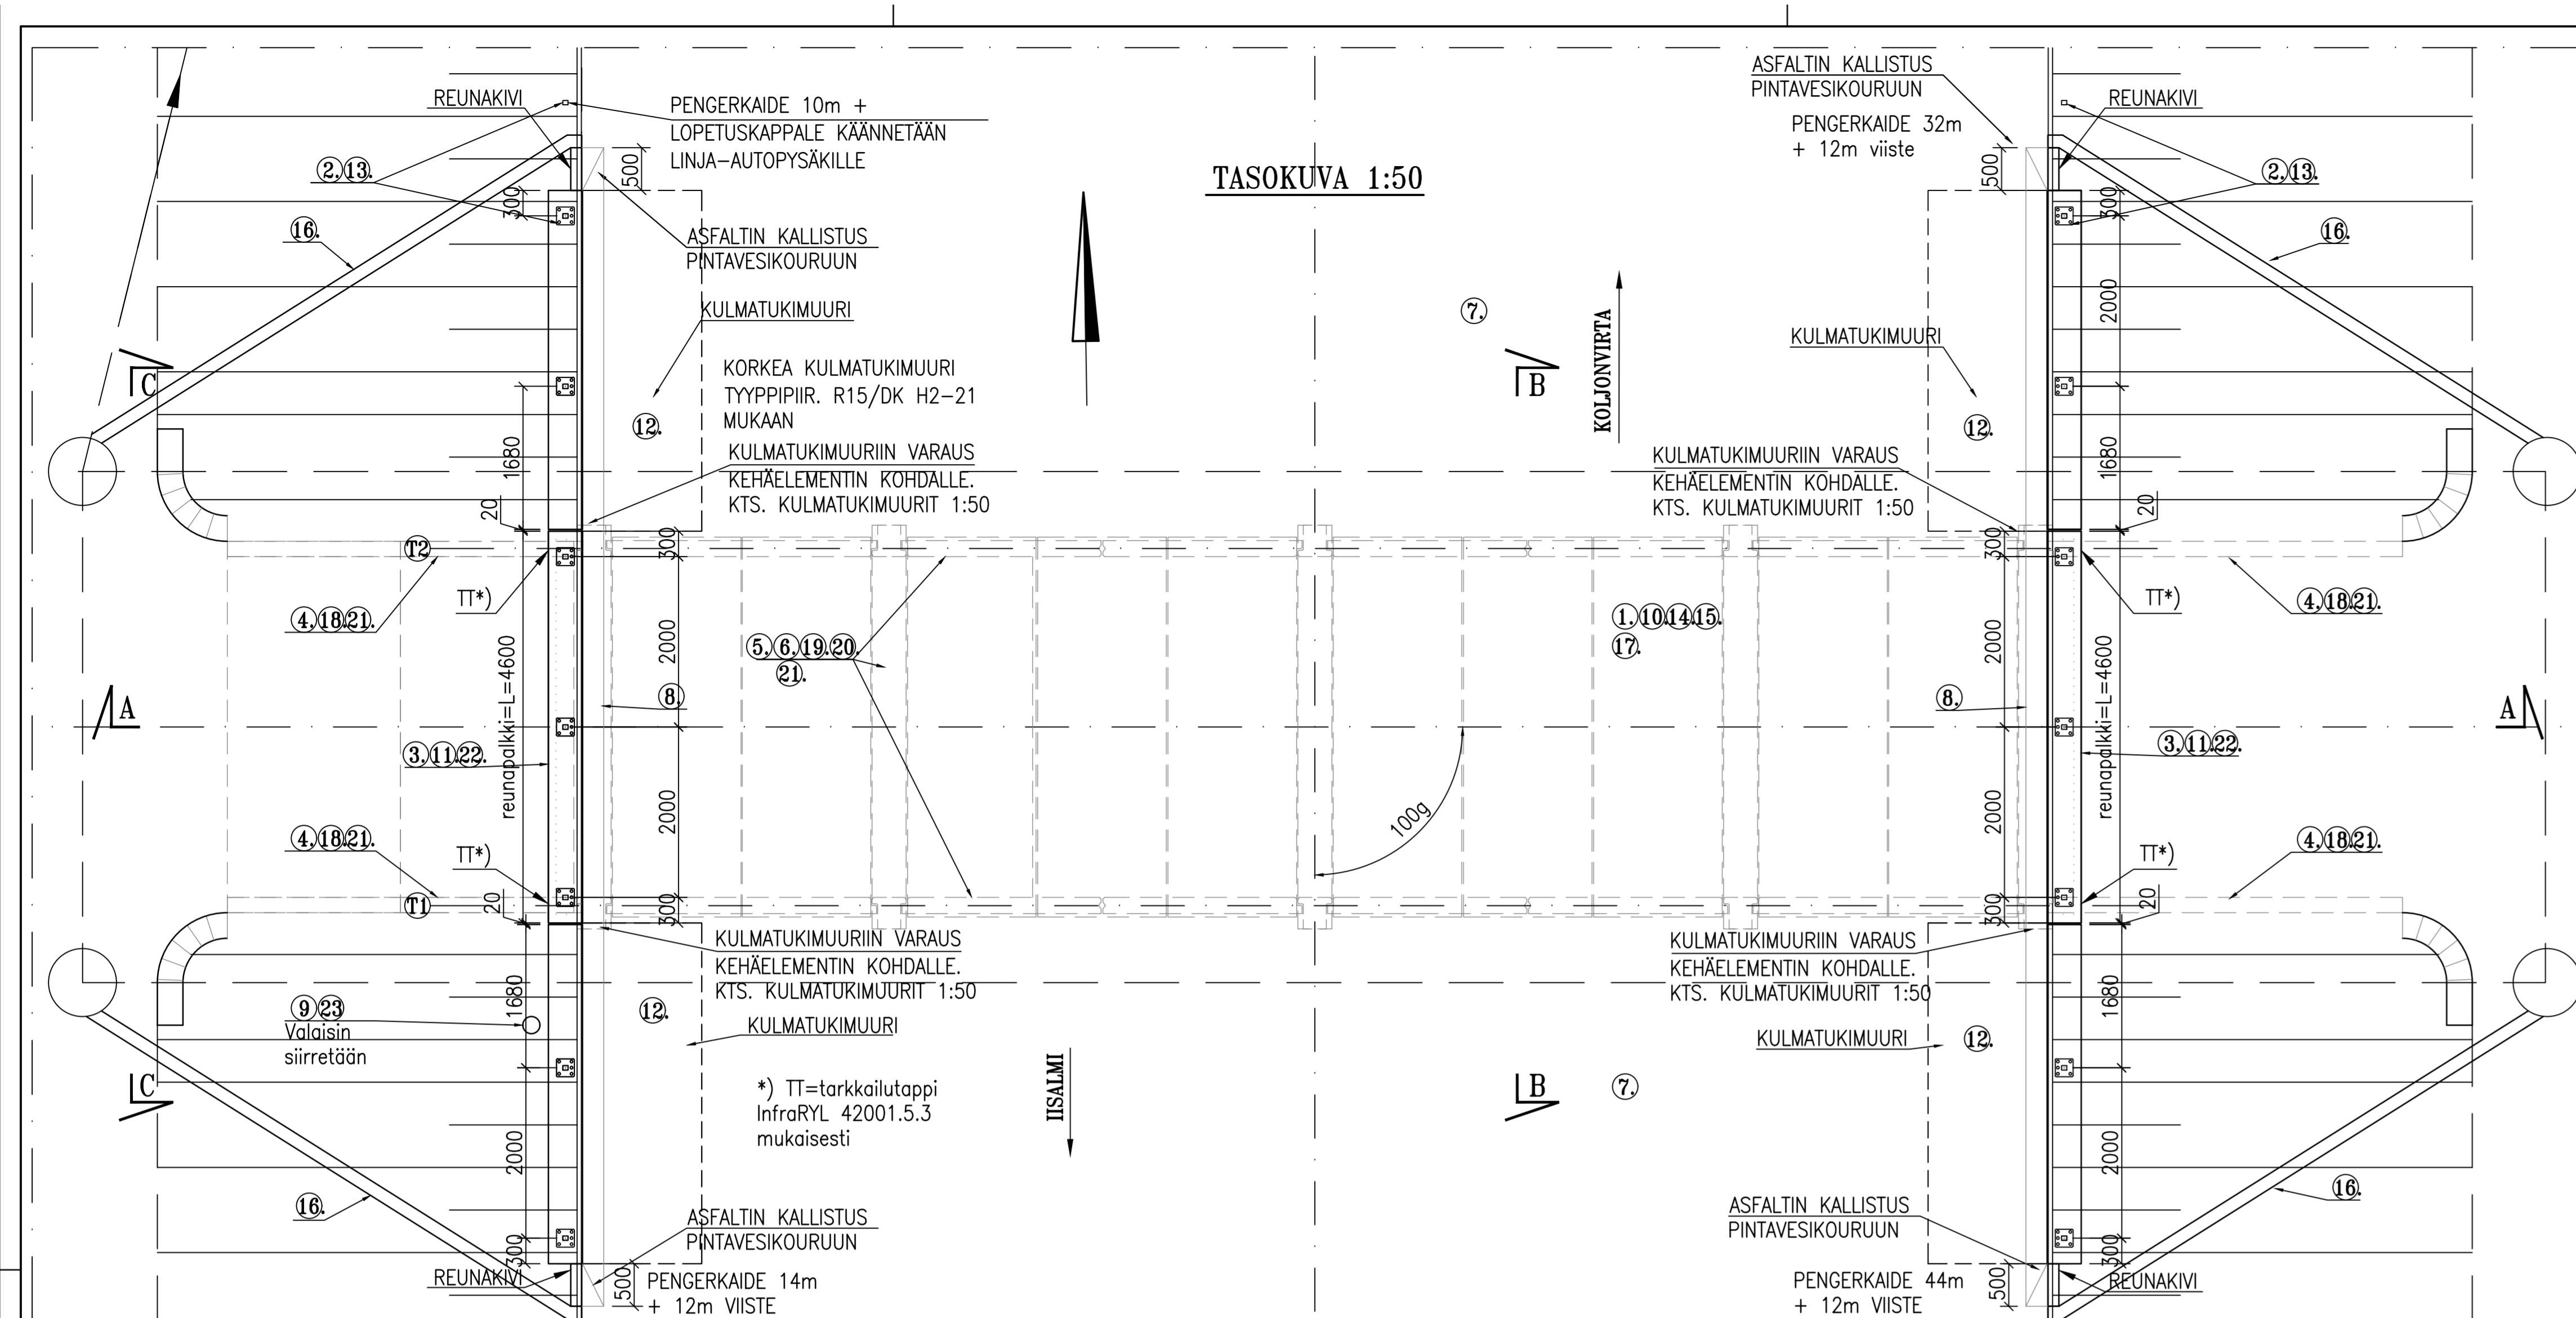 TASOKUVA 1:50
REUNAKIVI
PENGERKAIDE 10m +
LOPETUSKAPPALE KÄÄNNETÄÄN
LINJA-AUTOPYSÄKILLE
500
2. 13.
300
16.
ASFALTIN KALLISTUS
PINTAVESIKOURUUN
KULMATUKIMUURI
KORKEA KULMATUKIMUURI
TYYPPIPIIR. R15/DK H2-21
MUKAAN
12.
C
1680
KULMATUKIMUURIIN VARAUS
KEHÄELEMENTIN KOHDALLE.
KTS. KULMATUKIMUURIT 1:50
20
T2
300
TT*)
4. 18. 21.
2000
reunapalkki=L=4600
5. 6. 19. 20.
21.
8.
A
3. 11. 22.
2000
4. 18. 21.
TT*)
T1
20
300
KULMATUKIMUURIIN VARAUS
KEHÄELEMENTIN KOHDALLE.
KTS. KULMATUKIMUURIT 1:50
1680
9 23
Valaisin
siirretään
12.
KULMATUKIMUURI
C
*) TT=tarkkailutappi
InfraRYL 42001.5.3
mukaisesti
IISALMI
2000
16.
ASFALTIN KALLISTUS
PINTAVESIKOURUUN
300
REUNAKIVI
500
PENGERKAIDE 14m
+ 12m VIISTE
ASFALTIN KALLISTUS
PINTAVESIKOURUUN
REUNAKIVI
PENGERKAIDE 32m
+ 12m viiste
500
2. 13.
300
16.
2000
7.
KOLJONVIRTA
KULMATUKIMUURI
B
12.
1680
KULMATUKIMUURIIN VARAUS
KEHÄELEMENTIN KOHDALLE.
KTS. KULMATUKIMUURIT 1:50
20
300
TT*)
4. 18. 21.
1. 10. 14. 15.
17.
2000
reunapalkki=L=4600
8.
A
3. 11. 22.
100g
2000
4. 18. 21.
TT*)
20
300
KULMATUKIMUURIIN VARAUS
KEHÄELEMENTIN KOHDALLE.
KTS. KULMATUKIMUURIT 1:50
1680
KULMATUKIMUURI
12.
B
7.
2000
16.
ASFALTIN KALLISTUS
PINTAVESIKOURUUN
300
REUNAKIVI
500
PENGERKAIDE 44m
+ 12m VIISTE